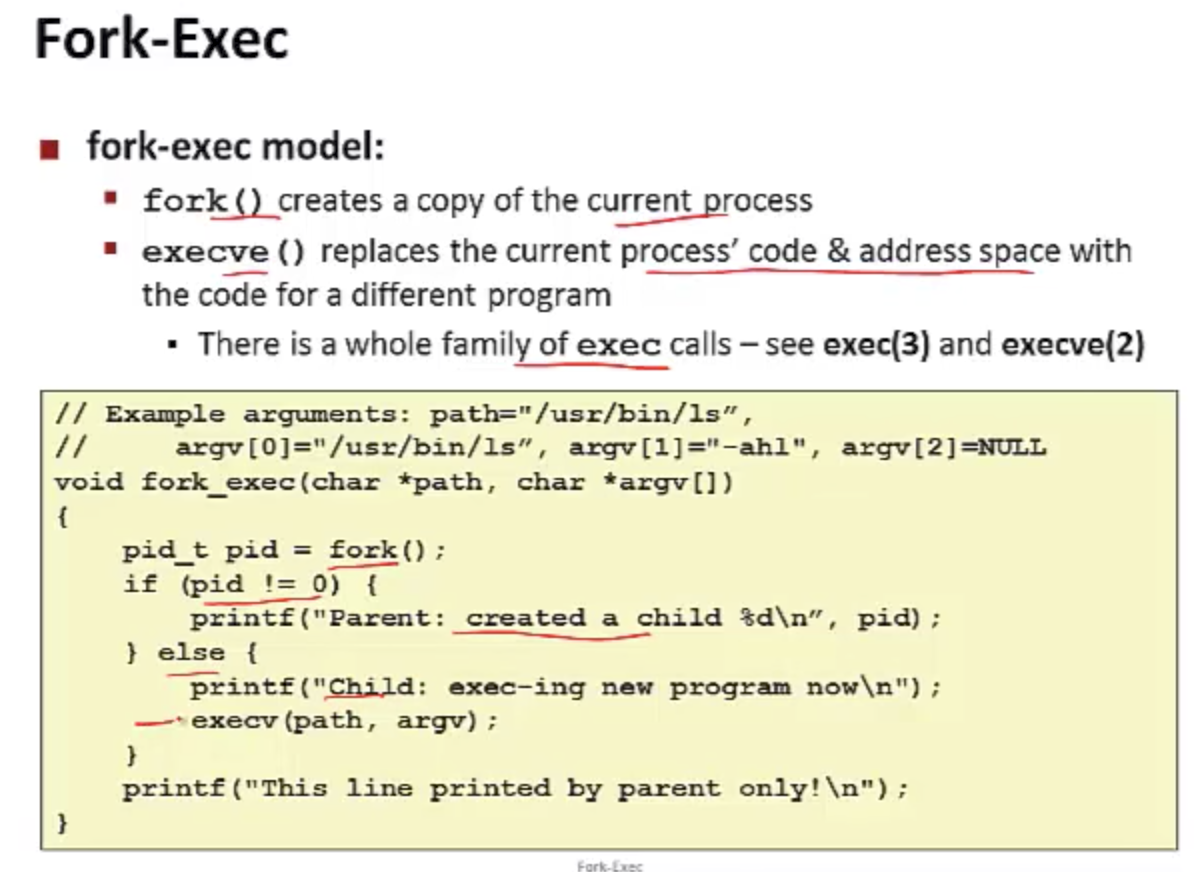 Fork-Exec
fork-exec model:
fork() creates a copy of the current process
execve() replaces the current process’ code & address space with
the code for a different program
There is a whole family of exec calls – see exec(3) and execve(2)
// Example arguments: path="/usr/bin/ls”,
//     argv[0]="/usr/bin/ls”, argv[1]="-ahl", argv[2]=NULL
void fork_exec(char *path, char *argv[])
{
    pid_t pid = fork();
    if (pid != 0) {
        printf("Parent: created a child %d\n”, pid);
    } else {
        printf("Child: exec-ing new program now\n");
        execv(path, argv);
    }
    printf("This line printed by parent only!\n");
}
Fork-Exec